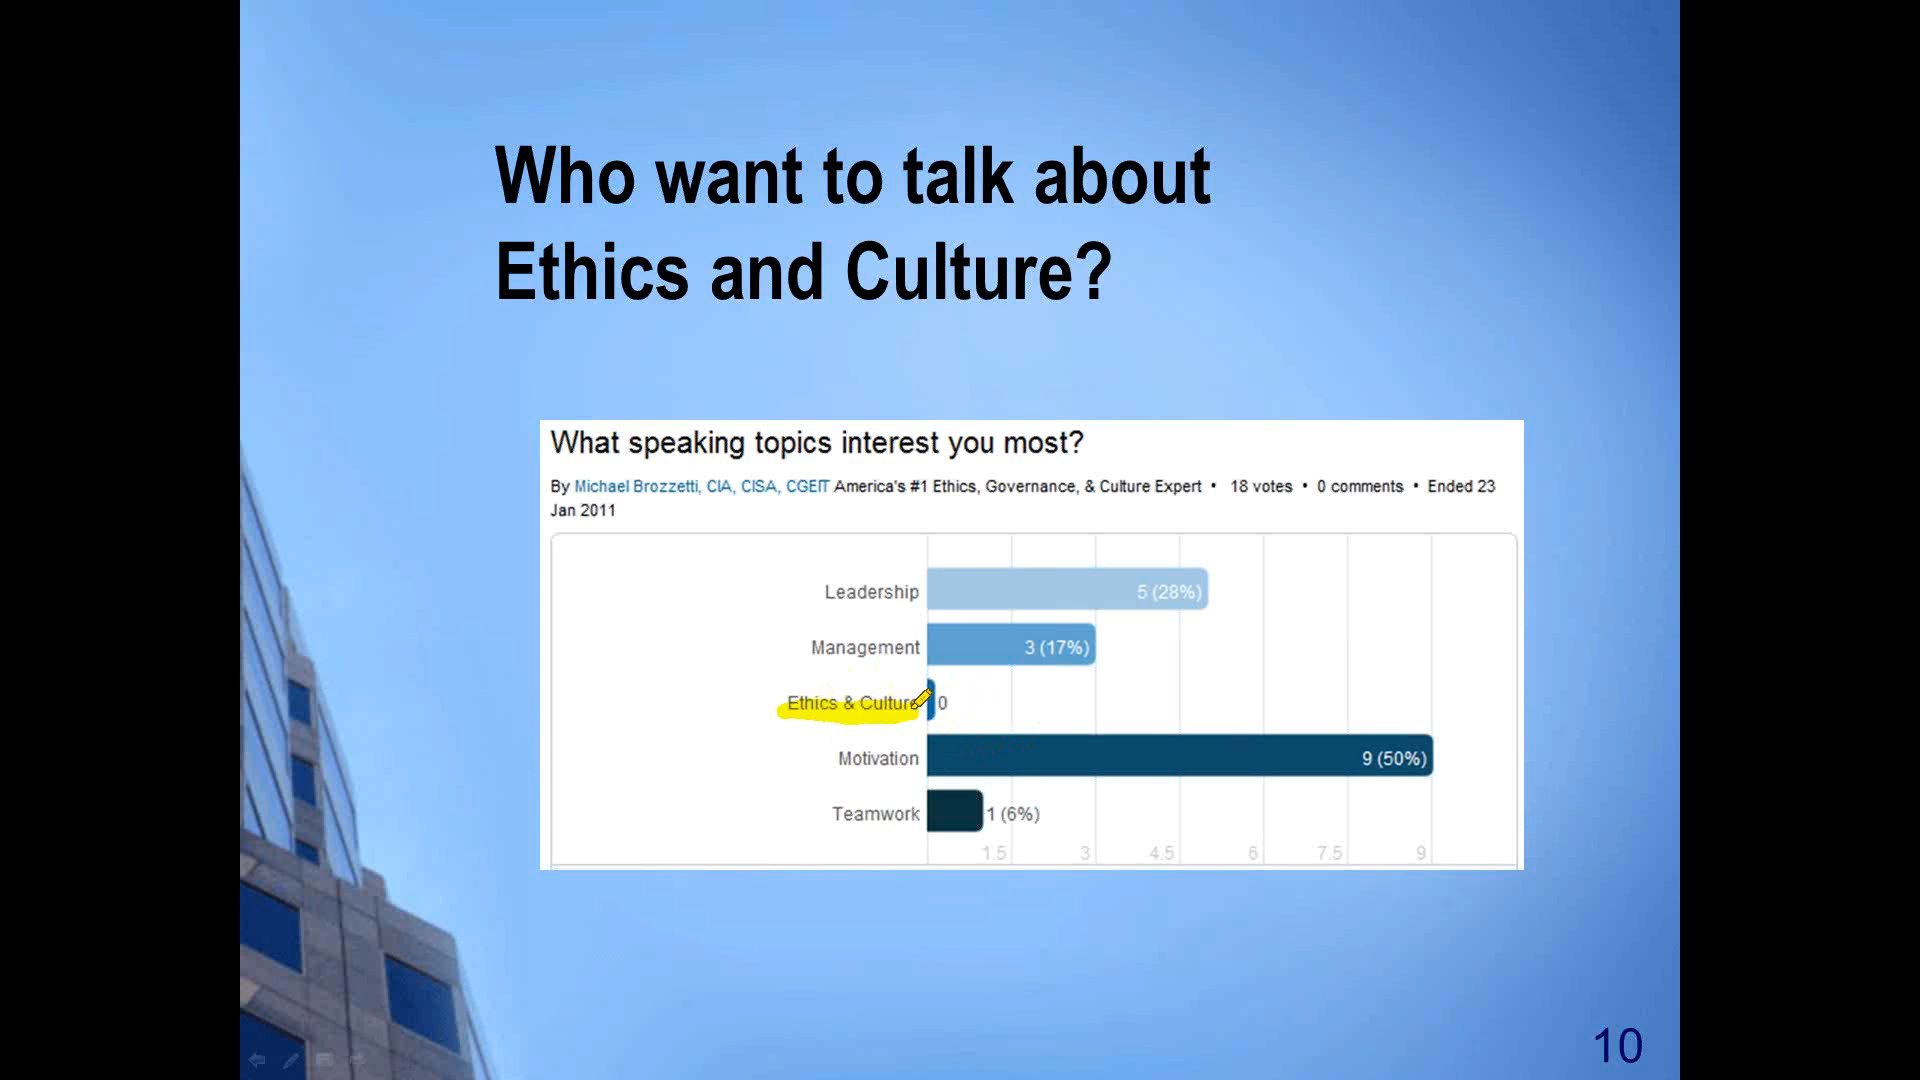 Who want to talk about
Ethics and Culture?
What speaking topics interest you most?
By Michael Brozzetti, CIA, CISA, CGEIT America's #1 Ethics, Governance, & Culture Expert • 18 votes • 0 comments • Ended 23
Jan 2011
Leadership 5 (28%)
Management 3 (17%)
Ethics & Culture 0
Motivation 9 (50%)
Teamwork 1 (6%)
1.5 3 4.5 6 7.5 9
10